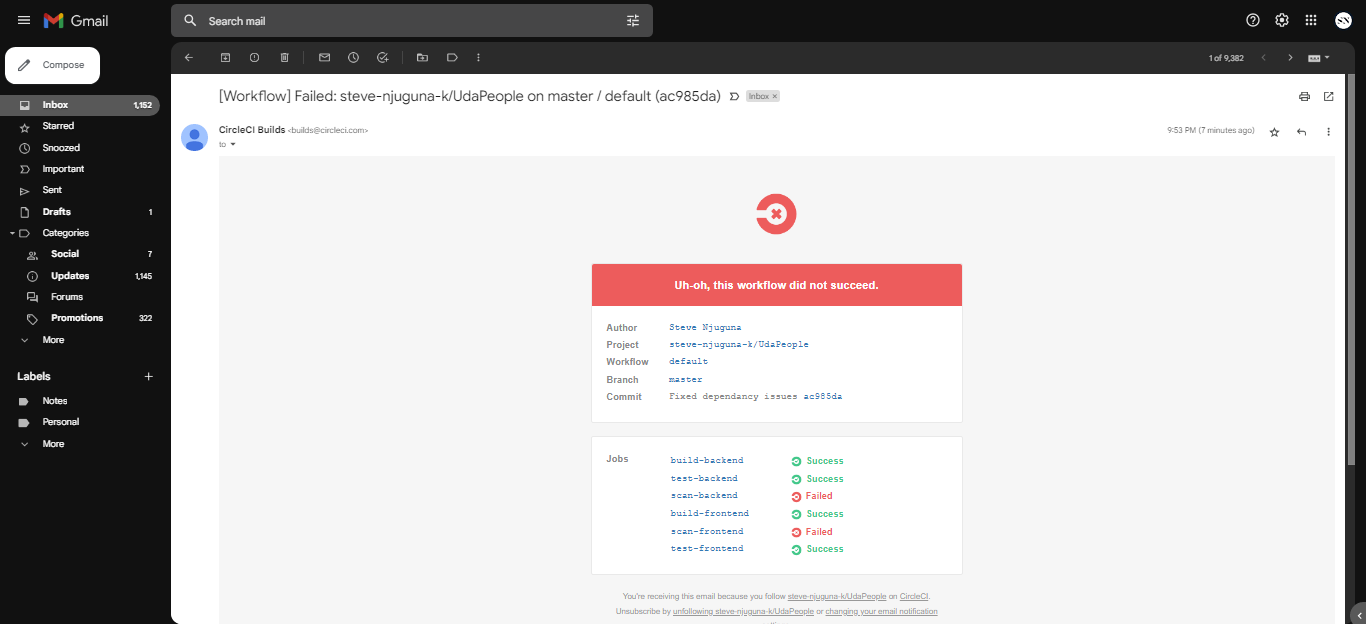 Gmail
Search mail
SN
Compose
1 of 9,382
Inbox 1,152
Starred
Snoozed
Important
Sent
Drafts 1
Categories
Social 7
Updates 1,145
Forums
Promotions 322
More
Labels
Notes
Personal
More
[Workflow] Failed: steve-njuguna-k/UdaPeople on master / default (ac985da) Inbox ×
CircleCI Builds <builds@circleci.com> 9:53 PM (7 minutes ago)
to
Uh-oh, this workflow did not succeed.
Author Steve Njuguna
Project steve-njuguna-k/UdaPeople
Workflow default
Branch master
Commit Fixed dependancy issues ac985da
Jobs
build-backend Success
test-backend Success
scan-backend Failed
build-frontend Success
scan-frontend Failed
test-frontend Success
You're receiving this email because you follow steve-njuguna-k/UdaPeople on CircleCI.
Unsubscribe by unfollowing steve-njuguna-k/UdaPeople or changing your email notification